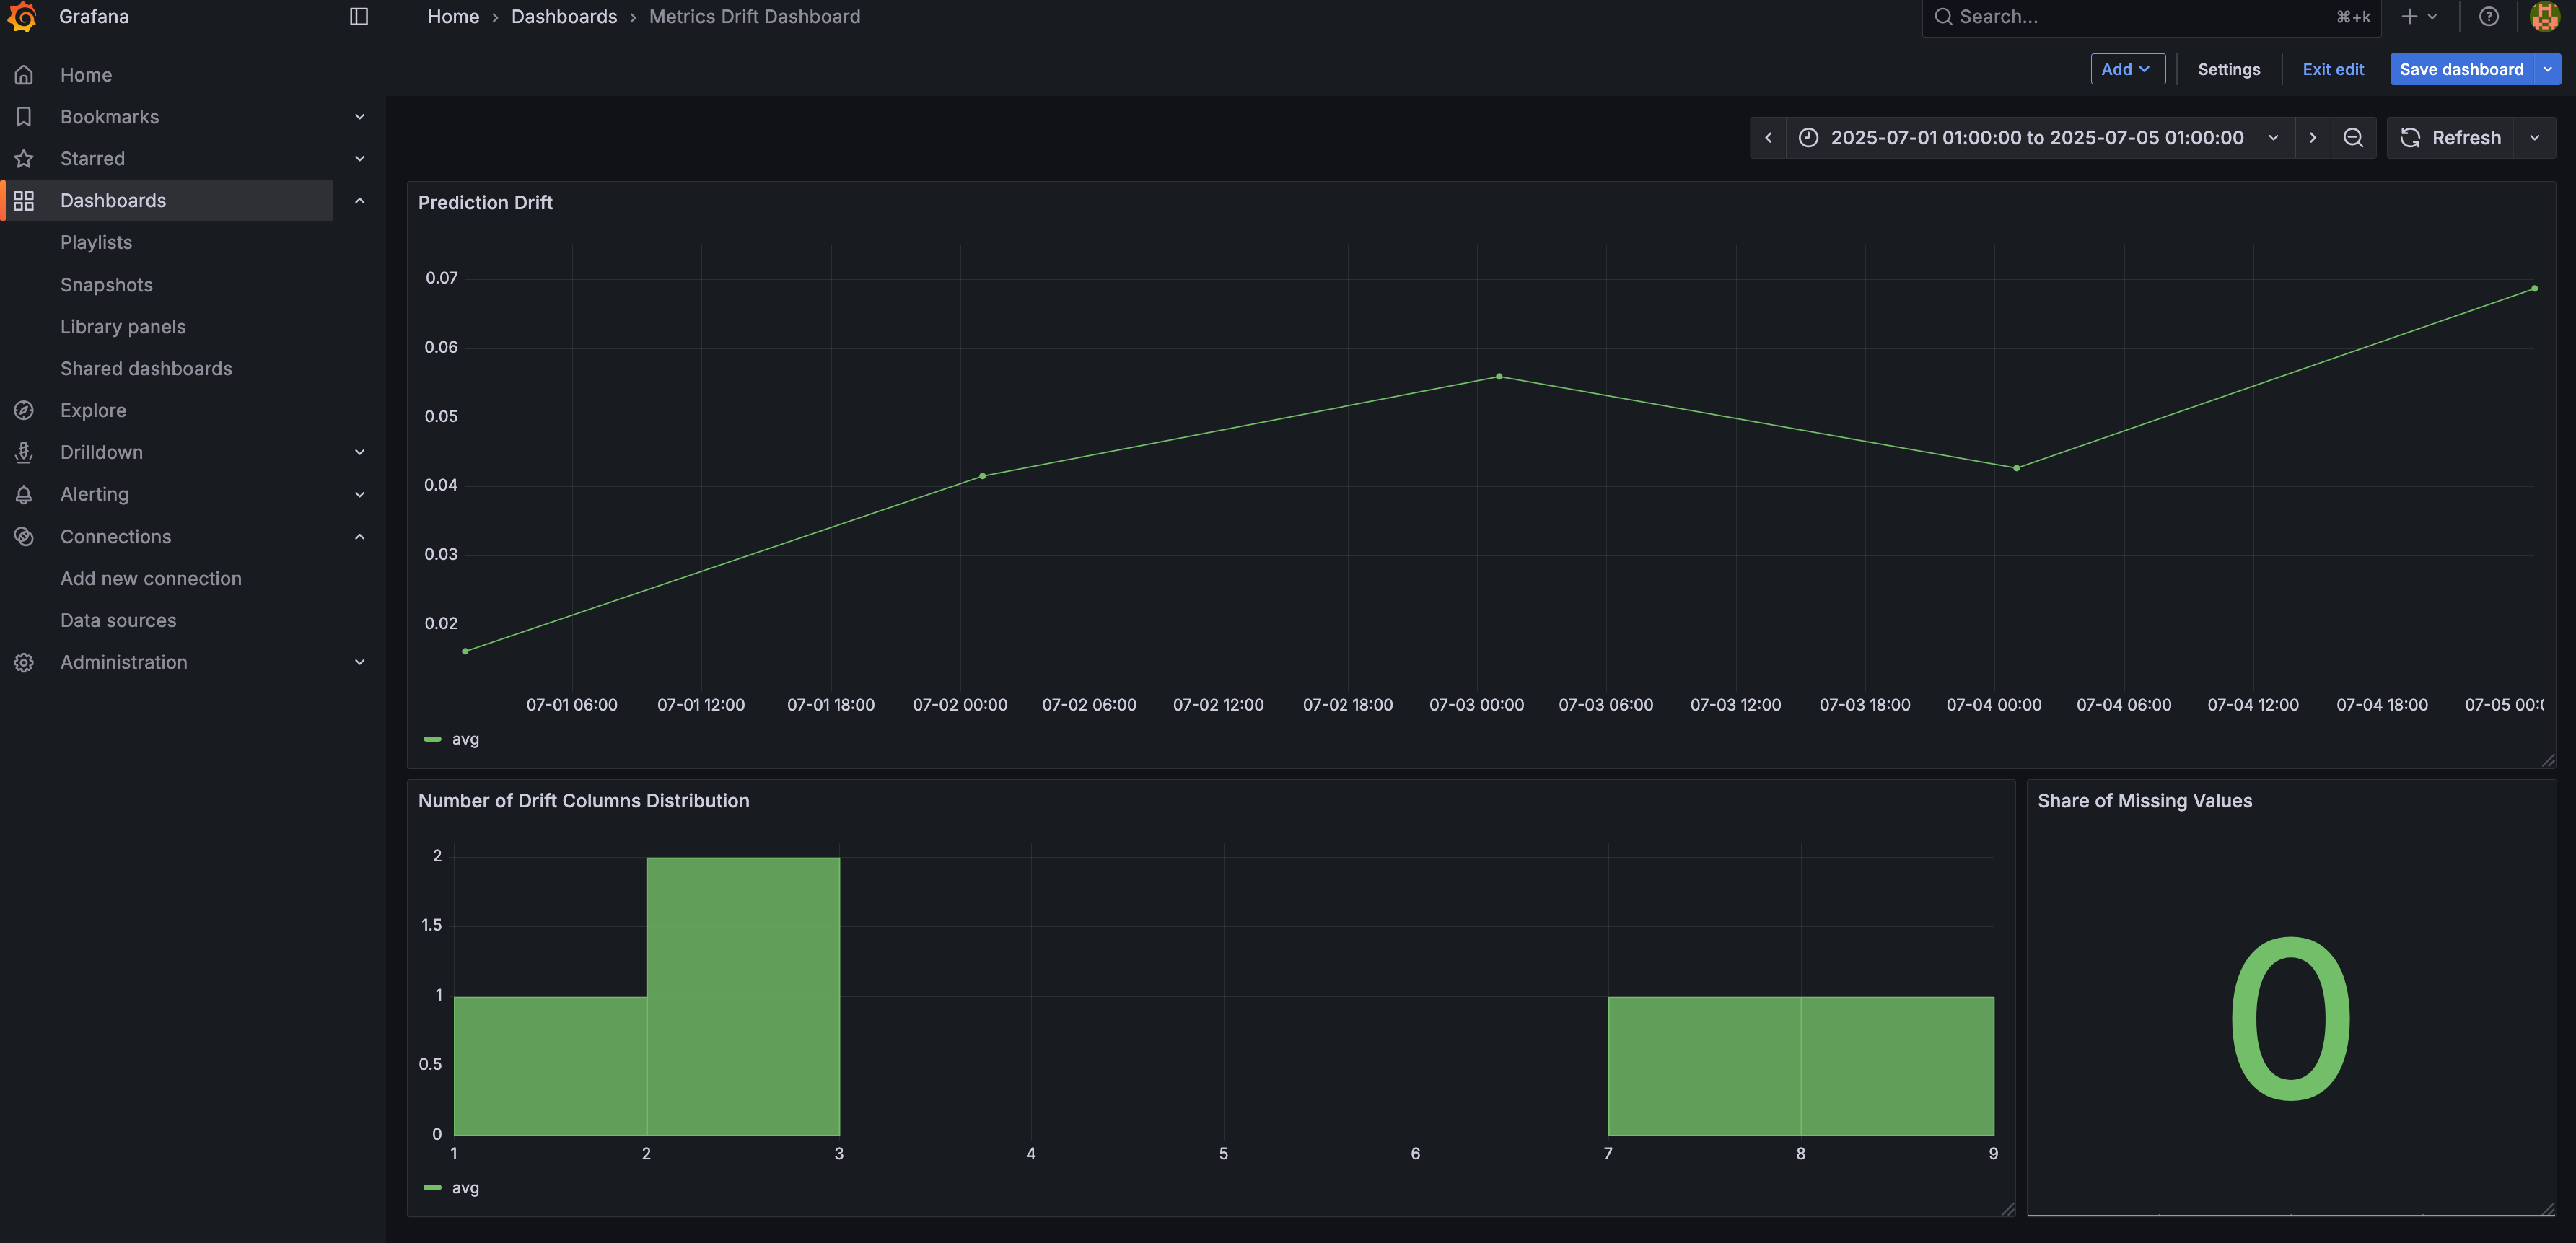 Grafana
Home › Dashboards › Metrics Drift Dashboard
Search...
⌘+k
Add
Settings
Exit edit
Save dashboard
Home
Bookmarks
Starred
Dashboards
Playlists
Snapshots
Library panels
Shared dashboards
Explore
Drilldown
Alerting
Connections
Add new connection
Data sources
Administration
2025-07-01 01:00:00 to 2025-07-05 01:00:00
Refresh
Prediction Drift
0.07
0.06
0.05
0.04
0.03
0.02
07-01 06:00 07-01 12:00 07-01 18:00 07-02 00:00 07-02 06:00 07-02 12:00 07-02 18:00 07-03 00:00 07-03 06:00 07-03 12:00 07-03 18:00 07-04 00:00 07-04 06:00 07-04 12:00 07-04 18:00 07-05 00:
avg
Number of Drift Columns Distribution
2
1.5
1
0.5
0
1 2 3 4 5 6 7 8 9
avg
Share of Missing Values
0